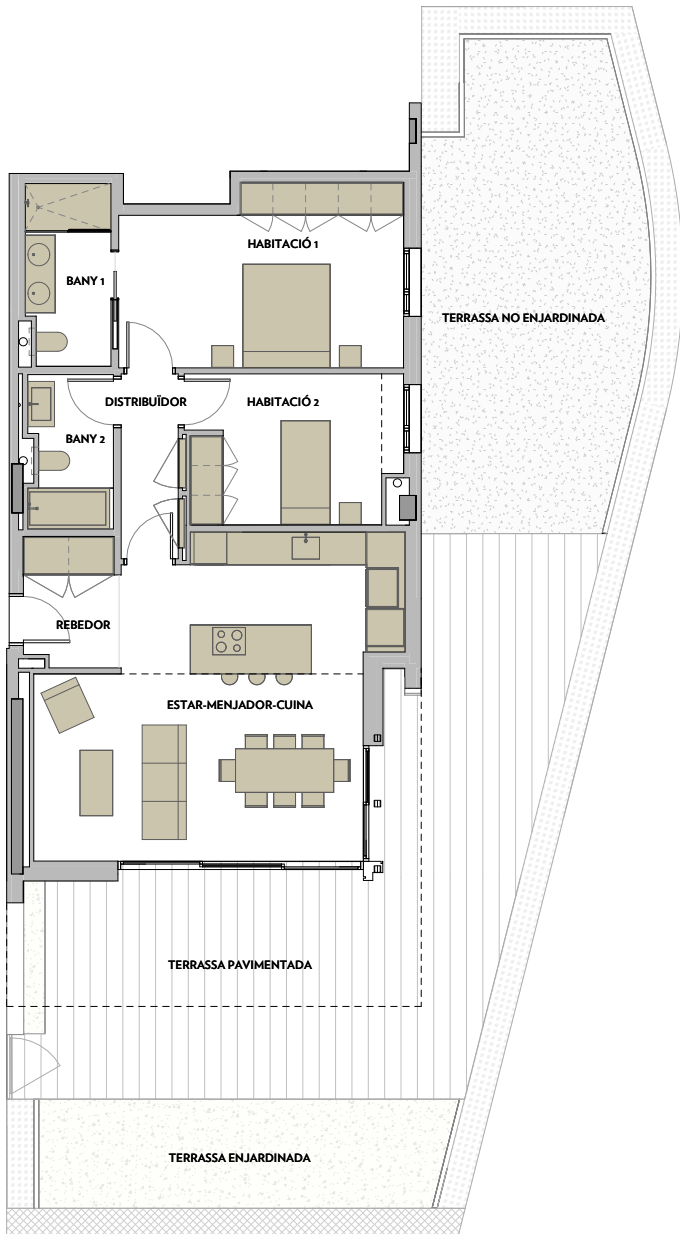 HABITACIÓ 1
BANY 1
TERRASSA NO ENJARDINADA
DISTRIBUÏDOR
HABITACIÓ 2
BANY 2
REBEDOR
ESTAR-MENJADOR-CUINA
TERRASSA PAVIMENTADA
TERRASSA ENJARDINADA